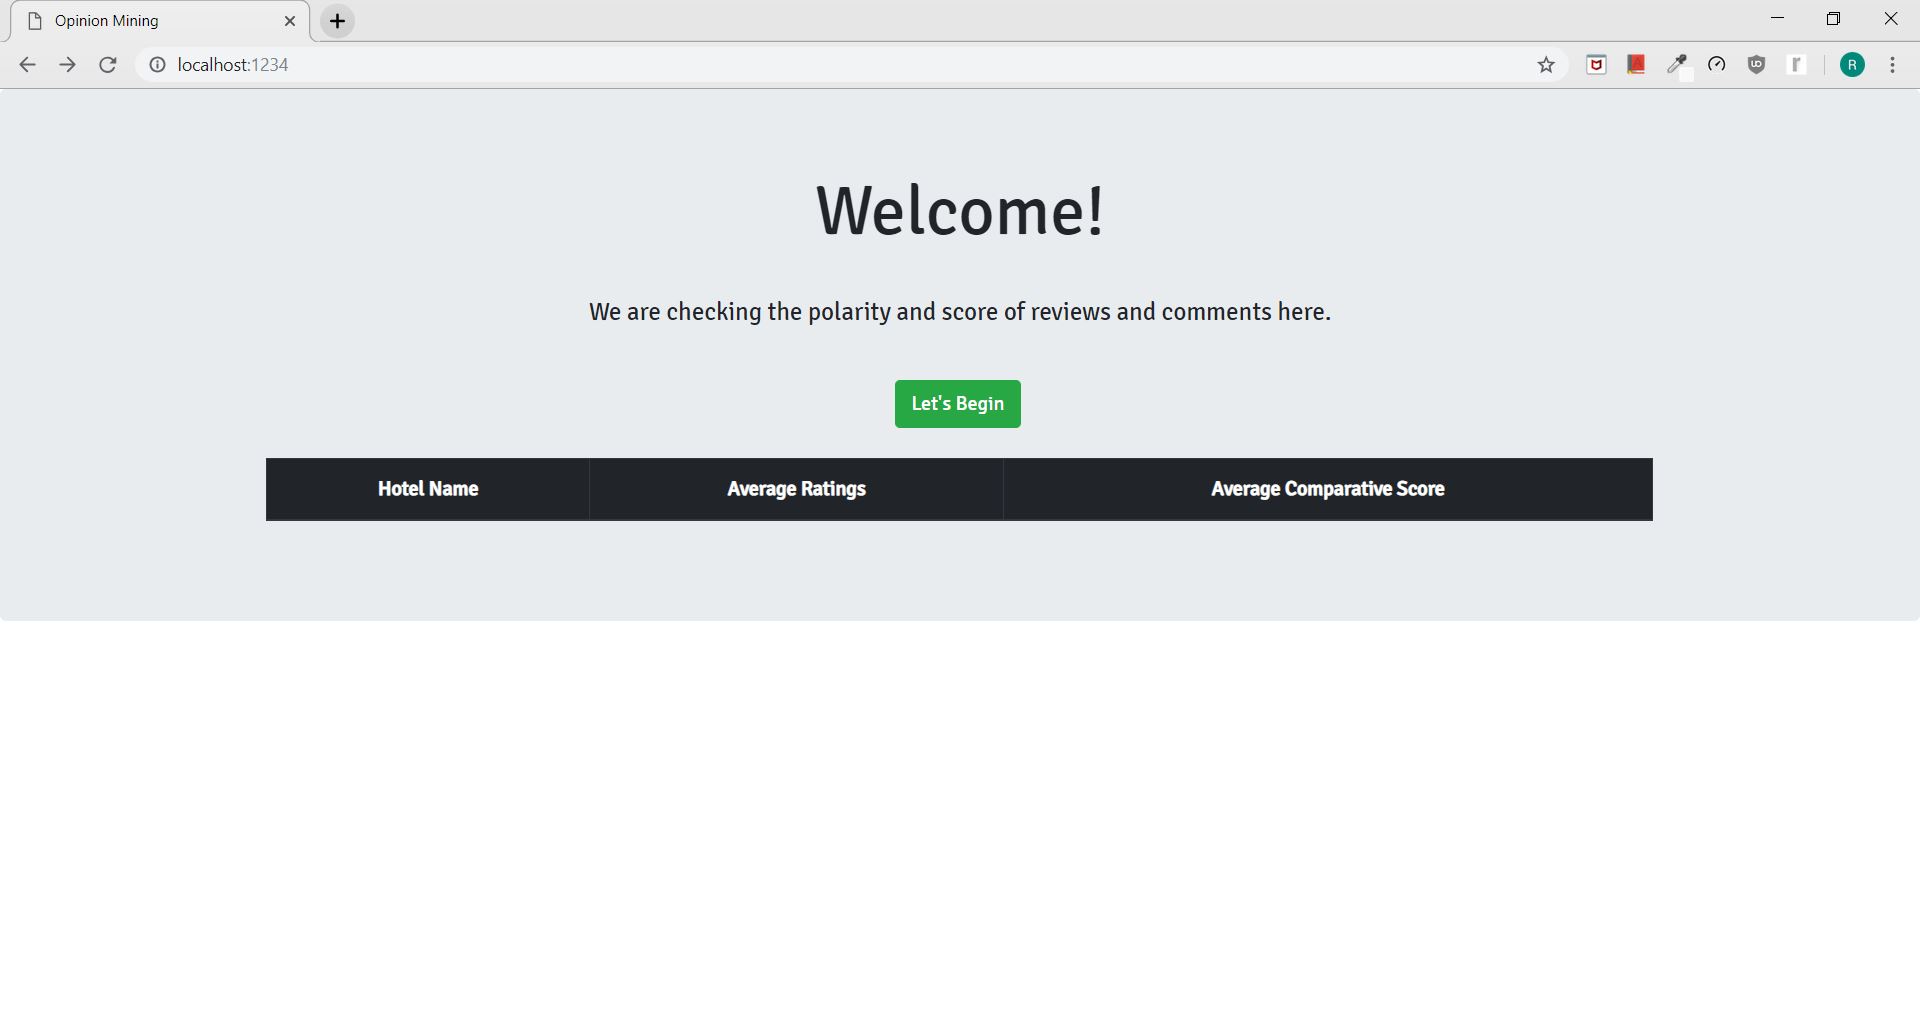 Opinion Mining
localhost:1234
R
Welcome!
We are checking the polarity and score of reviews and comments here.
Let's Begin
Hotel Name Average Ratings Average Comparative Score